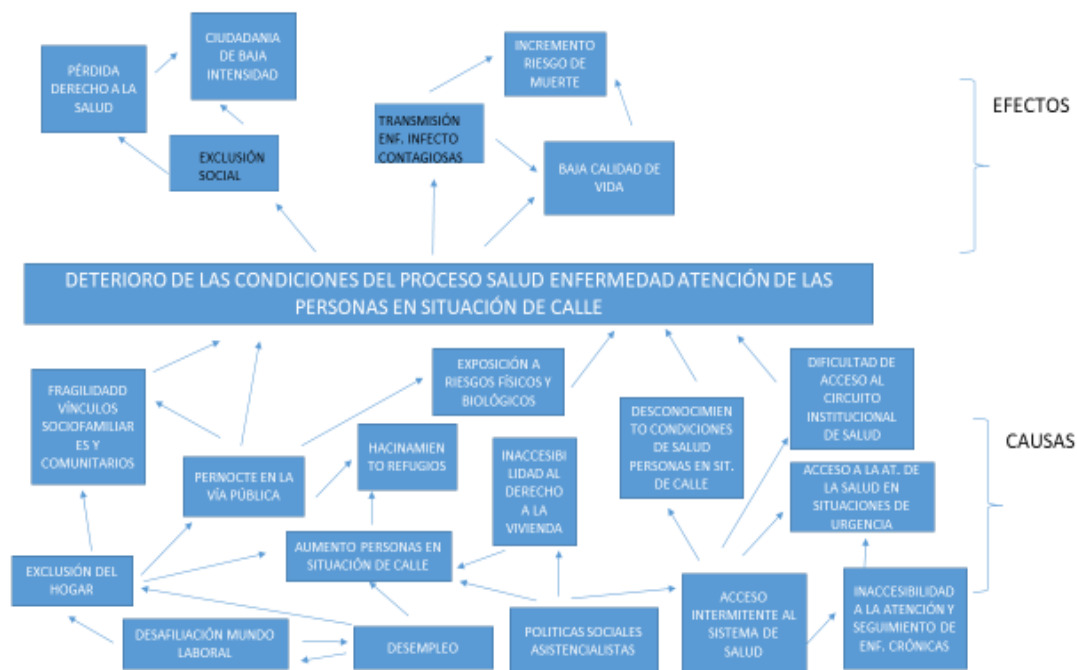 CIUDADANIA
DE BAJA
INTENSIDAD
PÉRDIDA
DERECHO A LA
SALUD
EXCLUSIÓN
SOCIAL
INCREMENTO
RIESGO DE
MUERTE
TRANSMISIÓN
ENF. INFECTO
CONTAGIOSAS
BAJA CALIDAD DE
VIDA
EFECTOS
DETERIORO DE LAS CONDICIONES DEL PROCESO SALUD ENFERMEDAD ATENCIÓN DE LAS
PERSONAS EN SITUACIÓN DE CALLE
FRAGILIDADD
VÍNCULOS
SOCIOFAMILIAR
ES Y
COMUNITARIOS
EXPOSICIÓN A
RIESGOS FÍSICOS Y
BIOLÓGICOS
DIFICULTAD DE
ACCESO AL
CIRCUITO
INSTITUCIONAL
DE SALUD
DESCONOCIMIEN
TO CONDICIONES
DE SALUD
PERSONAS EN SIT.
DE CALLE
CAUSAS
HACINAMIEN
TO REFUGIOS
INACCESIBI
LIDAD AL
DERECHO
A LA
VIVIENDA
PERNOCTE EN LA
VÍA PÚBLICA
ACCESO A LA AT. DE
LA SALUD EN
SITUACIONES DE
URGENCIA
AUMENTO PERSONAS EN
SITUACIÓN DE CALLE
EXCLUSIÓN DEL
HOGAR
DESAFILIACIÓN MUNDO
LABORAL
DESEMPLEO
POLITICAS SOCIALES
ASISTENCIALISTAS
ACCESO
INTERMITENTE AL
SISTEMA DE
SALUD
INACCESIBILIDAD
A LA ATENCIÓN Y
SEGUIMIENTO DE
ENF. CRÓNICAS